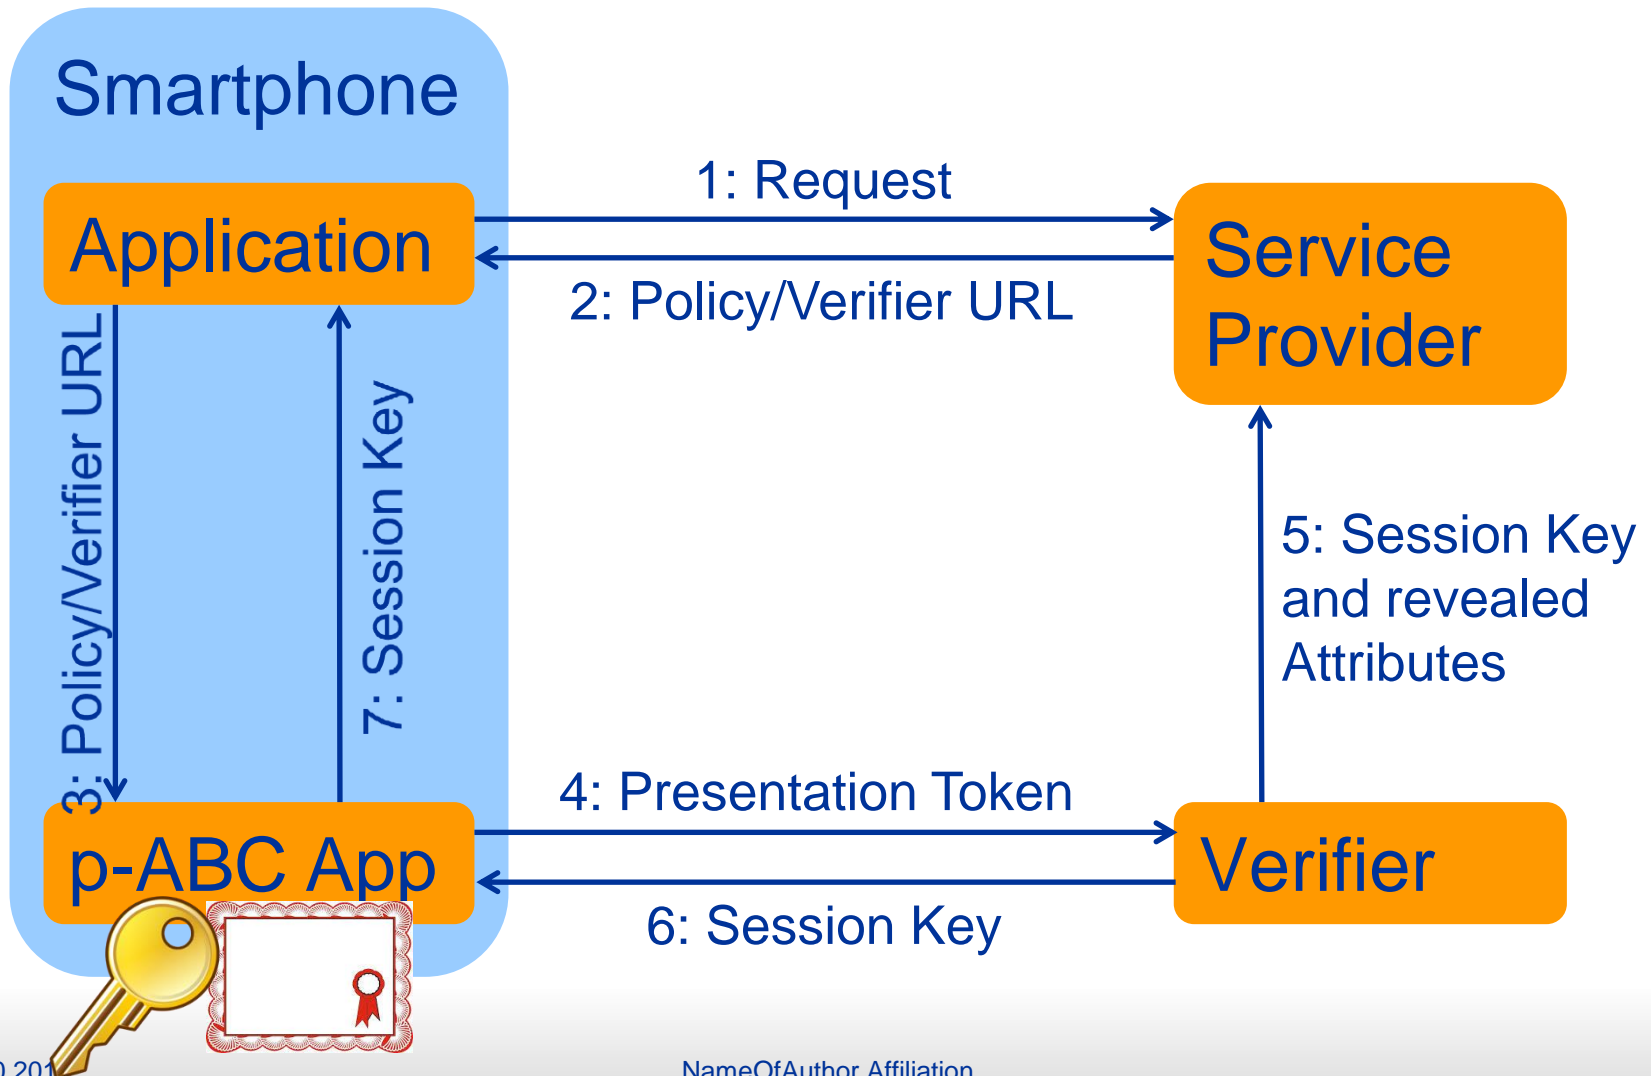 Smartphone
1: Request
Application
Service
Provider
2: Policy/Verifier URL
3: Policy/Verifier URL
7: Session Key
5: Session Key
and revealed
Attributes
4: Presentation Token
p-ABC App
Verifier
6: Session Key
NameOfAuthor Affiliation